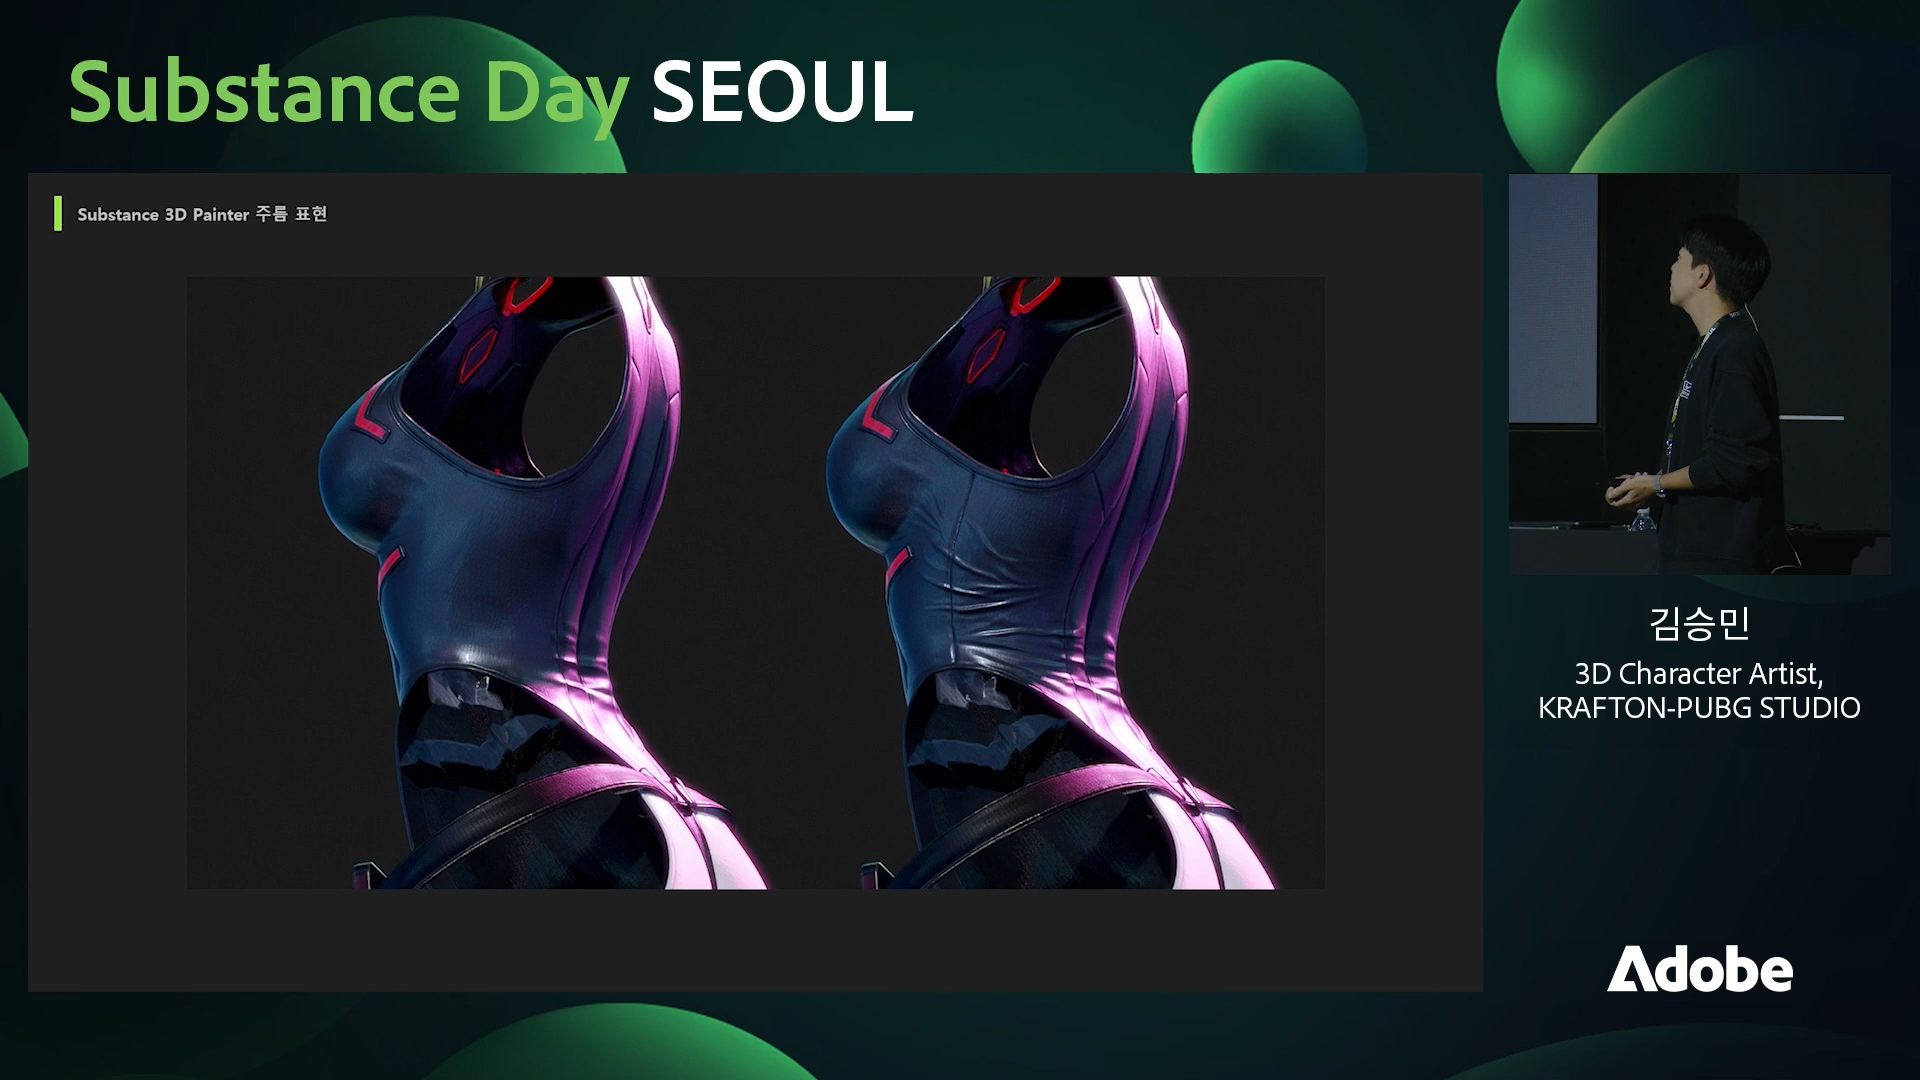 Substance Day SEOUL
Substance 3D Painter 주름 표현
김승민
3D Character Artist,
KRAFTON-PUBG STUDIO
Adobe